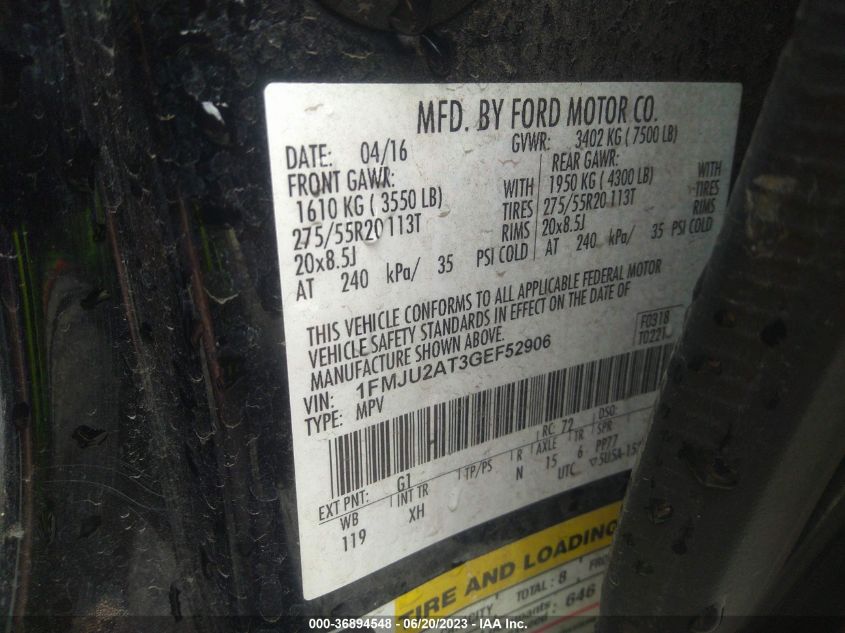 MFD. BY FORD MOTOR CO.
DATE: 04/16 GVWR: 3402 KG ( 7500 LB)
FRONT GAWR: REAR GAWR:
1610 KG ( 3550 LB) WITH 1950 KG ( 4300 LB) WITH
275/55R20 113T TIRES 275/55R20 113T TIRES
20x8.5J RIMS 20x8.5J RIMS
AT 240 kPa/ 35 PSI COLD AT 240 kPa/ 35 PSI COLD
THIS VEHICLE CONFORMS TO ALL APPLICABLE FEDERAL MOTOR
VEHICLE SAFETY STANDARDS IN EFFECT ON THE DATE OF
MANUFACTURE SHOWN ABOVE.
F0318
T0221
VIN: 1FMJU2AT3GEF52906
TYPE: MPV
EXT PNT: G1 RC: 72 DSO:
WB INT TR TP/PS R AXLE TR SPR
119 XH N 15 6 PP77
UTC
TIRE AND LOADING
TOTAL: 8
646
000-36894548 - 06/20/2023 - IAA Inc.